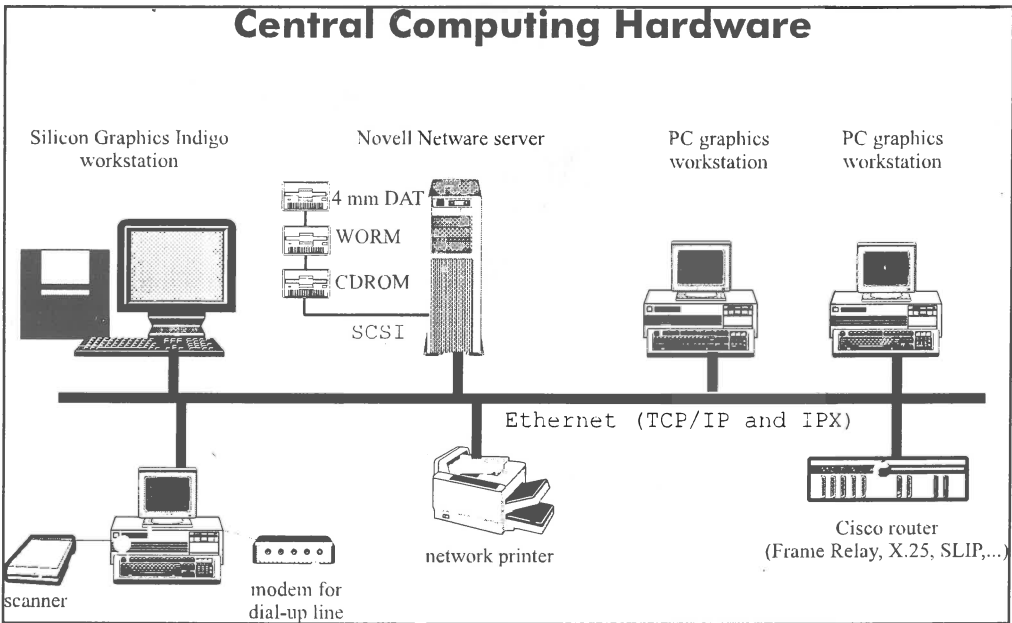 Central Computing Hardware
Silicon Graphics Indigo
workstation
Novell Netware server
PC graphics
workstation
PC graphics
workstation
4 mm DAT
WORM
CDROM
SCSI
Ethernet (TCP/IP and IPX)
scanner
modem for
dial-up line
network printer
Cisco router
(Frame Relay, X.25, SLIP,...)